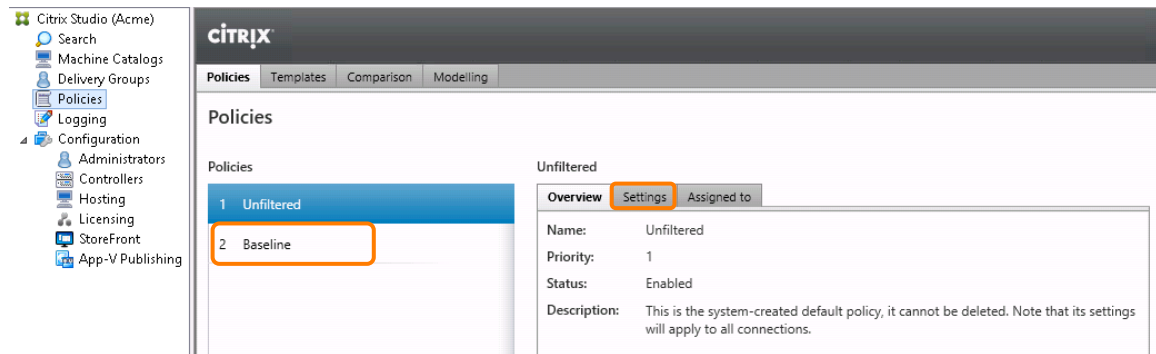 Citrix Studio (Acme)
Search
Machine Catalogs
Delivery Groups
Policies
Logging
Configuration
Administrators
Controllers
Hosting
Licensing
StoreFront
App-V Publishing
CİTRIX
Policies Templates Comparison Modelling
Policies
Policies
1 Unfiltered
2 Baseline
Unfiltered
Overview Settings Assigned to
Name: Unfiltered
Priority: 1
Status: Enabled
Description: This is the system-created default policy, it cannot be deleted. Note that its settings
will apply to all connections.